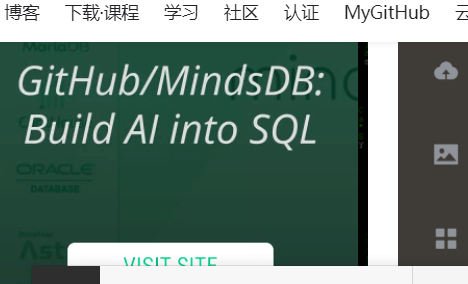 博客 下载·课程 学习 社区 认证 MyGitHub 云
MariaDB
GitHub/MindsDB:
Build AI into SQL
ORACLE
DATABASE
VISIT SITE